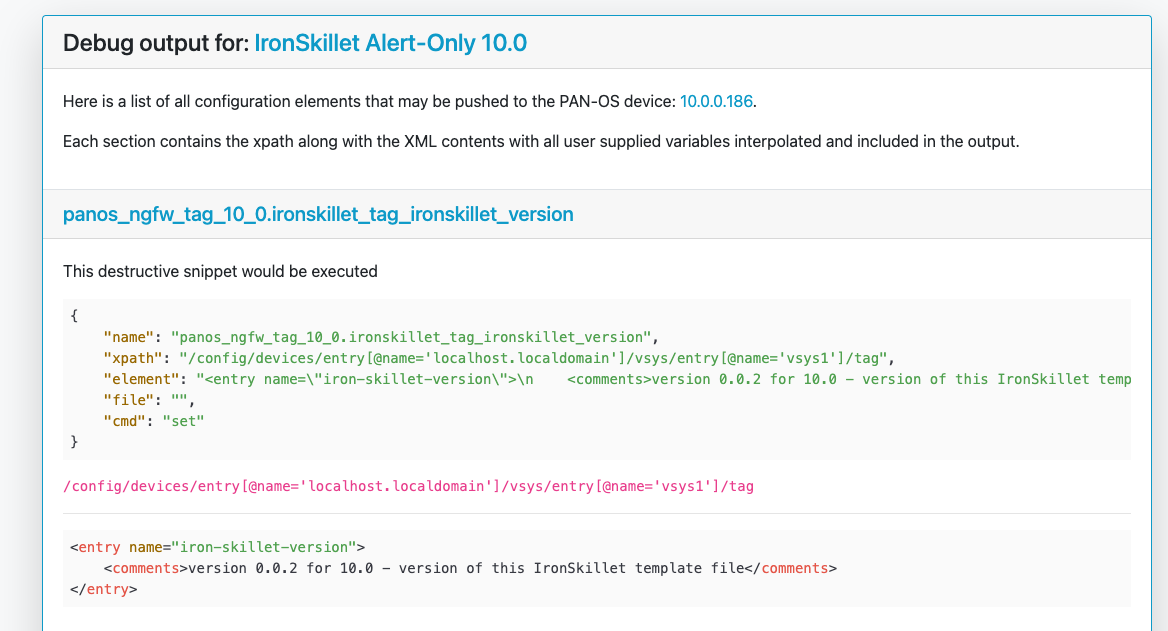 Debug output for: IronSkillet Alert-Only 10.0
Here is a list of all configuration elements that may be pushed to the PAN-OS device: 10.0.0.186.
Each section contains the xpath along with the XML contents with all user supplied variables interpolated and included in the output.
panos_ngfw_tag_10_0.ironskillet_tag_ironskillet_version
This destructive snippet would be executed
{
    "name": "panos_ngfw_tag_10_0.ironskillet_tag_ironskillet_version",
    "xpath": "/config/devices/entry[@name='localhost.localdomain']/vsys/entry[@name='vsys1']/tag",
    "element": "<entry name=\"iron-skillet-version\">\n    <comments>version 0.0.2 for 10.0 – version of this IronSkillet temp
    "file": "",
    "cmd": "set"
}
/config/devices/entry[@name='localhost.localdomain']/vsys/entry[@name='vsys1']/tag
<entry name="iron-skillet-version">
    <comments>version 0.0.2 for 10.0 – version of this IronSkillet template file</comments>
</entry>